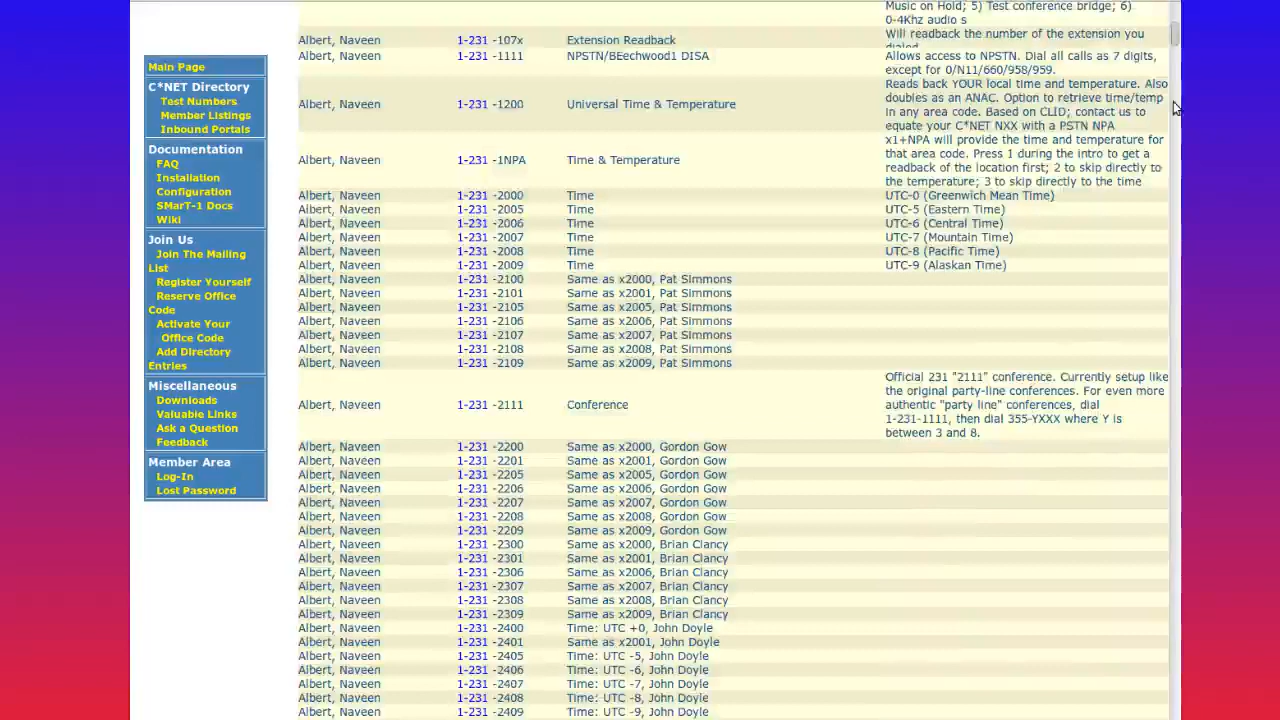 Main Page
C*NET Directory
Test Numbers
Member Listings
Inbound Portals
Documentation
FAQ
Installation
Configuration
SMarT-1 Docs
Wiki
Join Us
Join The Mailing
List
Register Yourself
Reserve Office
Code
Activate Your
Office Code
Add Directory
Entries
Miscellaneous
Downloads
Valuable Links
Ask a Question
Feedback
Member Area
Log-In
Lost Password
Music on Hold; 5) Test conference bridge; 6)
0-4Khz audio s
Albert, Naveen 1-231 -107x Extension Readback Will readback the number of the extension you
dialed
Albert, Naveen 1-231 -1111 NPSTN/BEechwood1 DISA Allows access to NPSTN. Dial all calls as 7 digits,
except for 0/N11/660/958/959.
Albert, Naveen 1-231 -1200 Universal Time & Temperature Reads back YOUR local time and temperature. Also
doubles as an ANAC. Option to retrieve time/temp
in any area code. Based on CLID; contact us to
equate your C*NET NXX with a PSTN NPA
Albert, Naveen 1-231 -1NPA Time & Temperature x1+NPA will provide the time and temperature for
that area code. Press 1 during the intro to get a
readback of the location first; 2 to skip directly to
the temperature; 3 to skip directly to the time
Albert, Naveen 1-231 -2000 Time UTC-0 (Greenwich Mean Time)
Albert, Naveen 1-231 -2005 Time UTC-5 (Eastern Time)
Albert, Naveen 1-231 -2006 Time UTC-6 (Central Time)
Albert, Naveen 1-231 -2007 Time UTC-7 (Mountain Time)
Albert, Naveen 1-231 -2008 Time UTC-8 (Pacific Time)
Albert, Naveen 1-231 -2009 Time UTC-9 (Alaskan Time)
Albert, Naveen 1-231 -2100 Same as x2000, Pat Simmons
Albert, Naveen 1-231 -2101 Same as x2001, Pat Simmons
Albert, Naveen 1-231 -2105 Same as x2005, Pat Simmons
Albert, Naveen 1-231 -2106 Same as x2006, Pat Simmons
Albert, Naveen 1-231 -2107 Same as x2007, Pat Simmons
Albert, Naveen 1-231 -2108 Same as x2008, Pat Simmons
Albert, Naveen 1-231 -2109 Same as x2009, Pat Simmons
Albert, Naveen 1-231 -2111 Conference Official 231 "2111" conference. Currently setup like
the original party-line conferences. For even more
authentic "party line" conferences, dial
1-231-1111, then dial 355-YXXX where Y is
between 3 and 8.
Albert, Naveen 1-231 -2200 Same as x2000, Gordon Gow
Albert, Naveen 1-231 -2201 Same as x2001, Gordon Gow
Albert, Naveen 1-231 -2205 Same as x2005, Gordon Gow
Albert, Naveen 1-231 -2206 Same as x2006, Gordon Gow
Albert, Naveen 1-231 -2207 Same as x2007, Gordon Gow
Albert, Naveen 1-231 -2208 Same as x2008, Gordon Gow
Albert, Naveen 1-231 -2209 Same as x2009, Gordon Gow
Albert, Naveen 1-231 -2300 Same as x2000, Brian Clancy
Albert, Naveen 1-231 -2301 Same as x2001, Brian Clancy
Albert, Naveen 1-231 -2306 Same as x2006, Brian Clancy
Albert, Naveen 1-231 -2307 Same as x2007, Brian Clancy
Albert, Naveen 1-231 -2308 Same as x2008, Brian Clancy
Albert, Naveen 1-231 -2309 Same as x2009, Brian Clancy
Albert, Naveen 1-231 -2400 Time: UTC +0, John Doyle
Albert, Naveen 1-231 -2401 Same as x2001, John Doyle
Albert, Naveen 1-231 -2405 Time: UTC -5, John Doyle
Albert, Naveen 1-231 -2406 Time: UTC -6, John Doyle
Albert, Naveen 1-231 -2407 Time: UTC -7, John Doyle
Albert, Naveen 1-231 -2408 Time: UTC -8, John Doyle
Albert, Naveen 1-231 -2409 Time: UTC -9, John Doyle